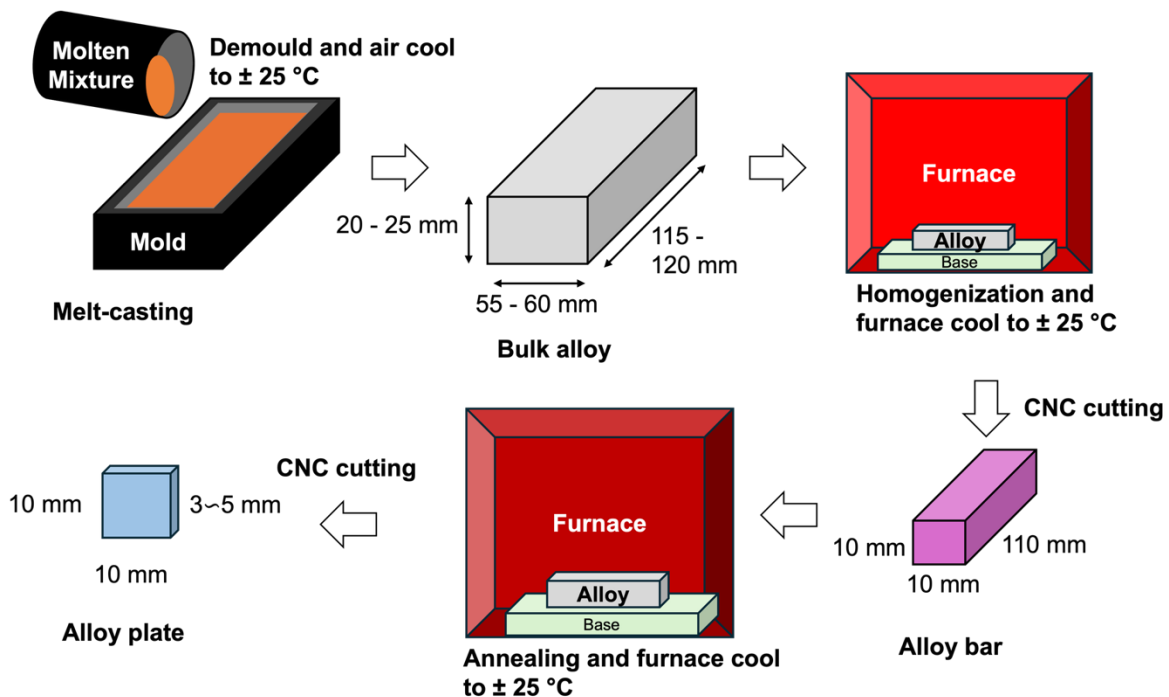 Molten
Mixture
Demould and air cool
to ± 25 °C
Mold
Melt-casting
20 - 25 mm
55 - 60 mm
115 -
120 mm
Bulk alloy
Furnace
Alloy
Base
Homogenization and
furnace cool to ± 25 °C
CNC cutting
10 mm
10 mm
110 mm
Alloy bar
Furnace
Alloy
Base
Annealing and furnace cool
to ± 25 °C
CNC cutting
10 mm
3∽5 mm
10 mm
Alloy plate